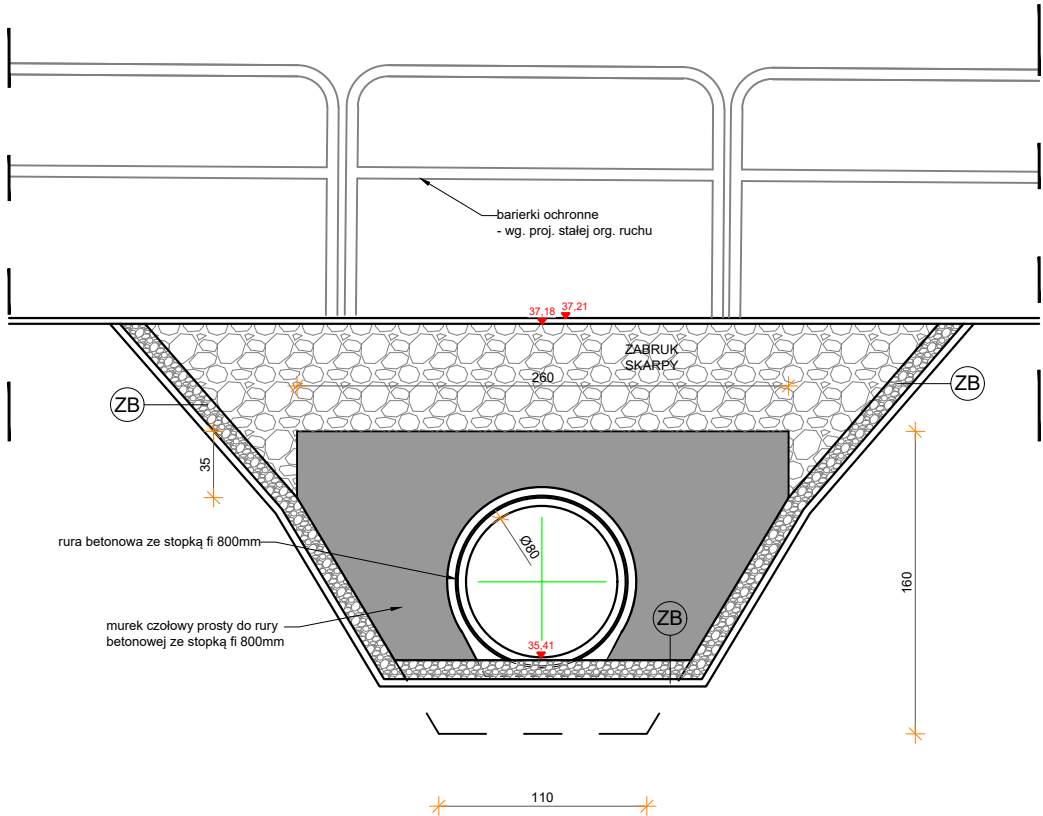 barierki ochronne
- wg. proj. stałej org. ruchu
37,18
37,21
ZABRUK
SKARPY
260
ZB
ZB
35
rura betonowa ze stopką fi 800mm
Ø80
160
murek czołowy prosty do rury
betonowej ze stopką fi 800mm
ZB
35,41
110